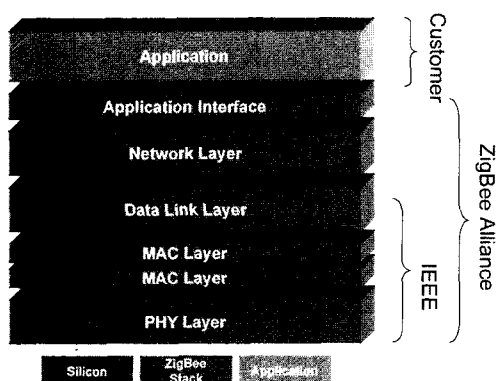 Application
Application Interface
Network Layer
Data Link Layer
MAC Layer
MAC Layer
PHY Layer
Customer
ZigBee Alliance
IEEE
Silicon
ZigBee
Stack
Application